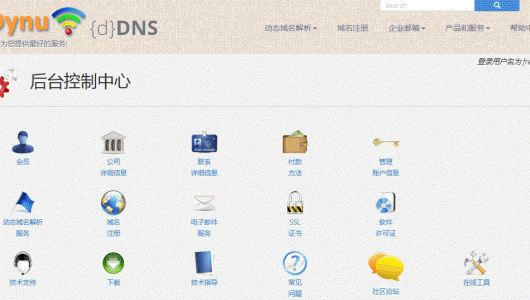 Dynu {d}DNS
为您提供最好的服务!
Search
动态域名解析 域名注册 企业邮箱 产品和服务 帮助中
登录用户名为 fre
后台控制中心
会员 公司 联系 付款 管理
详细信息 详细信息 方法 账户信息
动态域名解析 域名 电子邮件 SSL 软件
服务 注册 服务 证书 许可证
技术支持 下载 技术指导 常见 社区论坛 在线工具
问题